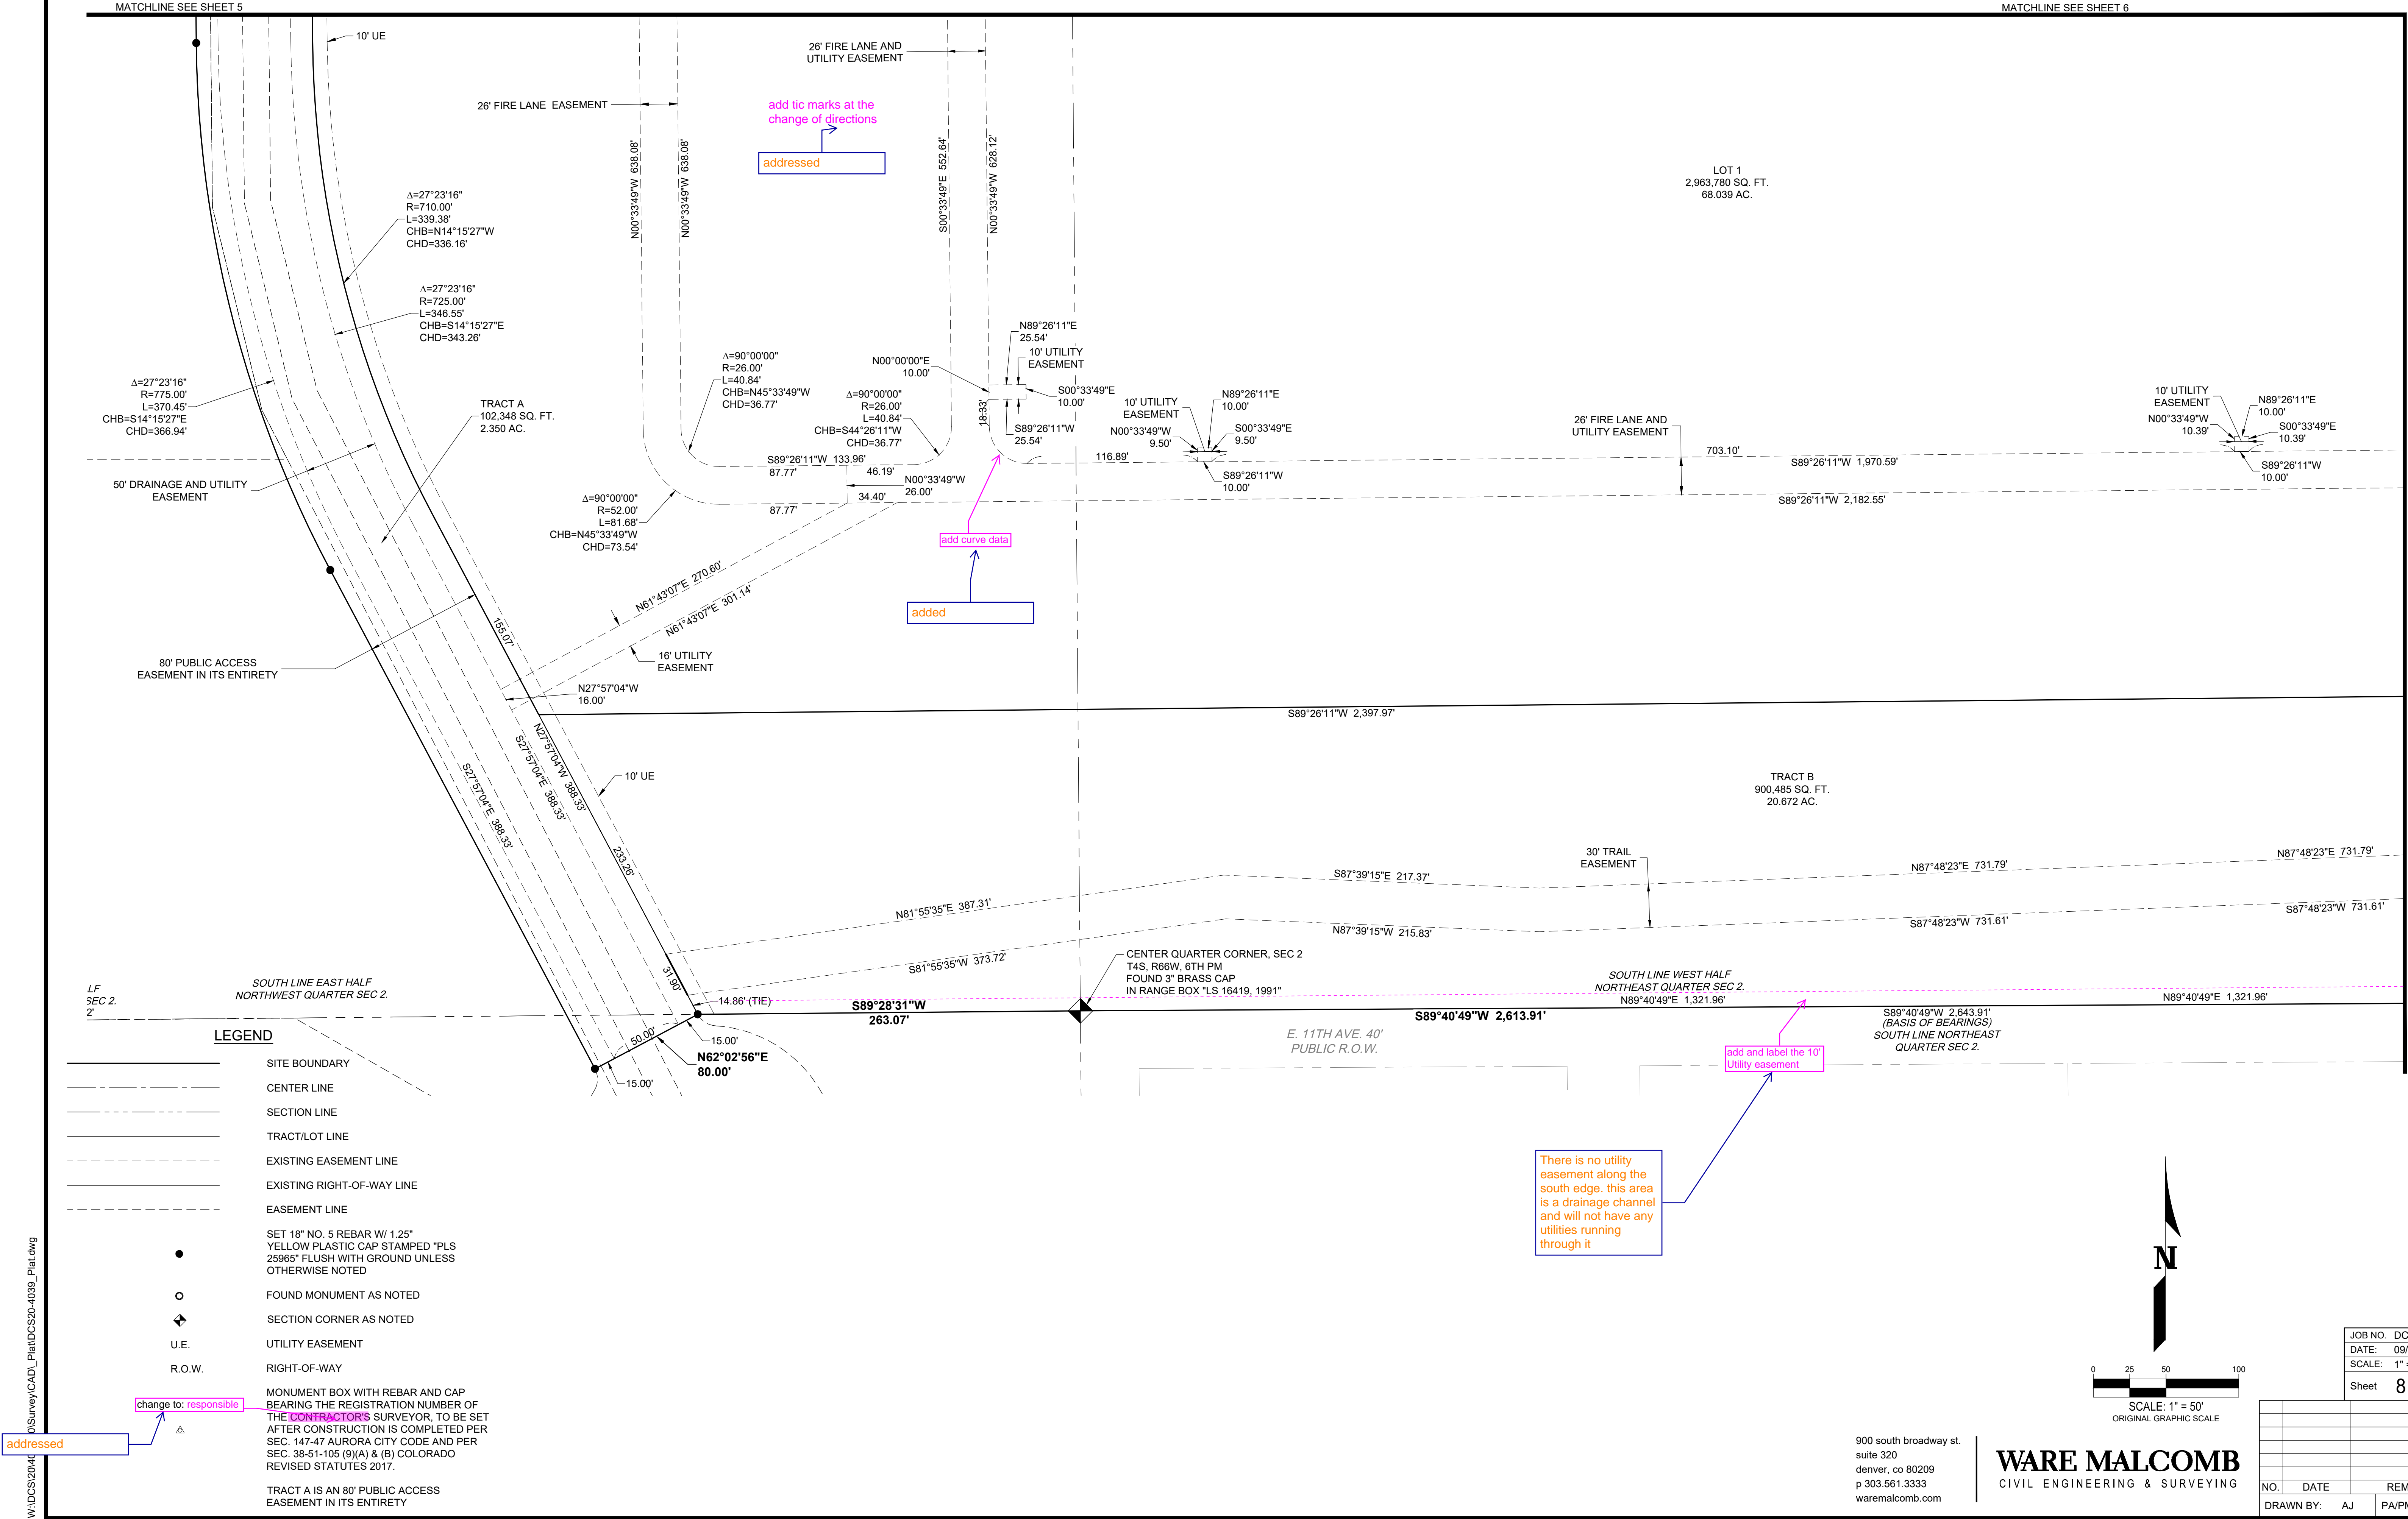 MATCHLINE SEE SHEET 5
MATCHLINE SEE SHEET 6
10' UE
26' FIRE LANE AND
UTILITY EASEMENT
26' FIRE LANE EASEMENT
add tic marks at the
change of directions
addressed
N00°33'49"W 638.08'
N00°33'49"W 638.08'
S00°33'49"E 552.64'
N00°33'49"W 628.12'
LOT 1
2,963,780 SQ. FT.
68.039 AC.
Δ=27°23'16"
R=710.00'
L=339.38'
CHB=N14°15'27"W
CHD=336.16'
Δ=27°23'16"
R=725.00'
L=346.55'
CHB=S14°15'27"E
CHD=343.26'
Δ=27°23'16"
R=775.00'
L=370.45'
CHB=S14°15'27"E
CHD=366.94'
TRACT A
102,348 SQ. FT.
2.350 AC.
50' DRAINAGE AND UTILITY
EASEMENT
Δ=90°00'00"
R=26.00'
L=40.84'
CHB=N45°33'49"W
CHD=36.77'
N00°00'00"E
10.00'
Δ=90°00'00"
R=26.00'
L=40.84'
CHB=S44°26'11"W
CHD=36.77'
N89°26'11"E
25.54'
10' UTILITY
EASEMENT
S00°33'49"E
10.00'
18.33'
S89°26'11"W
25.54'
10' UTILITY
EASEMENT
N89°26'11"E
10.00'
N00°33'49"W
9.50'
S00°33'49"E
9.50'
S89°26'11"W
10.00'
116.89'
26' FIRE LANE AND
UTILITY EASEMENT
703.10'
S89°26'11"W 1,970.59'
S89°26'11"W 2,182.55'
10' UTILITY
EASEMENT
N89°26'11"E
10.00'
N00°33'49"W
10.39'
S00°33'49"E
10.39'
S89°26'11"W
10.00'
S89°26'11"W 133.96'
87.77'
46.19'
N00°33'49"W
26.00'
34.40'
87.77'
Δ=90°00'00"
R=52.00'
L=81.68'
CHB=N45°33'49"W
CHD=73.54'
add curve data
added
N61°43'07"E 270.60'
N61°43'07"E 301.14'
16' UTILITY
EASEMENT
155.07'
80' PUBLIC ACCESS
EASEMENT IN ITS ENTIRETY
N27°57'04"W
16.00'
S89°26'11"W 2,397.97'
N27°57'04"W 388.33'
S27°57'04"E 388.33'
S27°57'04"E 388.33'
10' UE
233.26'
TRACT B
900,485 SQ. FT.
20.672 AC.
30' TRAIL
EASEMENT
N81°55'35"E 387.31'
S87°39'15"E 217.37'
N87°48'23"E 731.79'
N87°48'23"E 731.79'
S81°55'35"W 373.72'
N87°39'15"W 215.83'
S87°48'23"W 731.61'
S87°48'23"W 731.61'
31.90'
14.86' (TIE)
CENTER QUARTER CORNER, SEC 2
T4S, R66W, 6TH PM
FOUND 3" BRASS CAP
IN RANGE BOX "LS 16419, 1991"
SOUTH LINE WEST HALF
NORTHEAST QUARTER SEC 2.
N89°40'49"E 1,321.96'
N89°40'49"E 1,321.96'
LF
SEC 2.
2'
SOUTH LINE EAST HALF
NORTHWEST QUARTER SEC 2.
S89°28'31"W
263.07'
S89°40'49"W 2,613.91'
S89°40'49"W 2,643.91'
(BASIS OF BEARINGS)
SOUTH LINE NORTHEAST
QUARTER SEC 2.
50.00'
15.00'
N62°02'56"E
80.00'
15.00'
E. 11TH AVE. 40'
PUBLIC R.O.W.
add and label the 10'
Utility easement
There is no utility
easement along the
south edge. this area
is a drainage channel
and will not have any
utilities running
through it
LEGEND
SITE BOUNDARY
CENTER LINE
SECTION LINE
TRACT/LOT LINE
EXISTING EASEMENT LINE
EXISTING RIGHT-OF-WAY LINE
EASEMENT LINE
SET 18" NO. 5 REBAR W/ 1.25"
YELLOW PLASTIC CAP STAMPED "PLS
25965" FLUSH WITH GROUND UNLESS
OTHERWISE NOTED
FOUND MONUMENT AS NOTED
SECTION CORNER AS NOTED
U.E. UTILITY EASEMENT
R.O.W. RIGHT-OF-WAY
MONUMENT BOX WITH REBAR AND CAP
BEARING THE REGISTRATION NUMBER OF
THE CONTRACTOR'S SURVEYOR, TO BE SET
AFTER CONSTRUCTION IS COMPLETED PER
SEC. 147-47 AURORA CITY CODE AND PER
SEC. 38-51-105 (9)(A) & (B) COLORADO
REVISED STATUTES 2017.
TRACT A IS AN 80' PUBLIC ACCESS
EASEMENT IN ITS ENTIRETY
change to: responsible
addressed
N
0 25 50 100
SCALE: 1" = 50'
ORIGINAL GRAPHIC SCALE
900 south broadway st.
suite 320
denver, co 80209
p 303.561.3333
waremalcomb.com
WARE MALCOMB
CIVIL ENGINEERING & SURVEYING
JOB NO. DC
DATE: 09/
SCALE: 1" =
Sheet 8
NO. DATE REM
DRAWN BY: AJ PA/PM